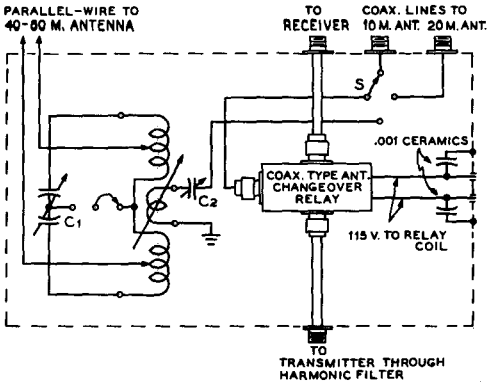 PARALLEL-WIRE TO
40-80 M. ANTENNA
TO
RECEIVER
COAX. LINES TO
10 M. ANT. 20 M. ANT.
S
.001 CERAMICS
COAX. TYPE ANT.
CHANGEOVER
RELAY
C1
C2
115 V. TO RELAY
COIL
TO
TRANSMITTER THROUGH
HARMONIC FILTER